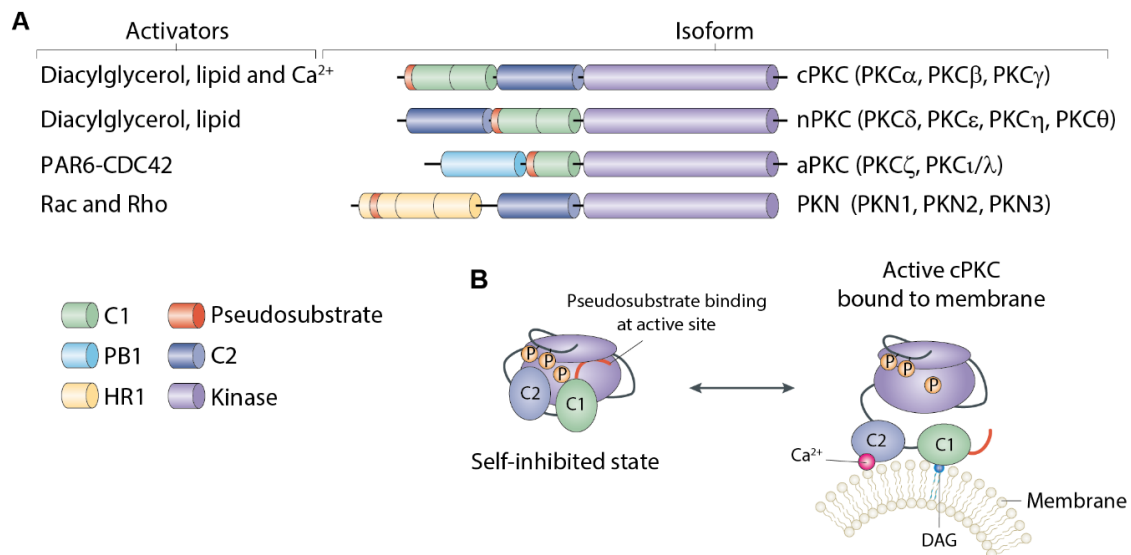 A
Activators
Isoform
Diacylglycerol, lipid and Ca²⁺
cPKC (PKCα, PKCβ, PKCγ)
Diacylglycerol, lipid
nPKC (PKCδ, PKCε, PKCη, PKCθ)
PAR6-CDC42
aPKC (PKCζ, PKCι/λ)
Rac and Rho
PKN (PKN1, PKN2, PKN3)
C1
Pseudosubstrate
PB1
C2
HR1
Kinase
B
Pseudosubstrate binding
at active site
P
P
P
C2
C1
Self-inhibited state
Active cPKC
bound to membrane
P
P
P
C2
C1
Ca²⁺
Membrane
DAG